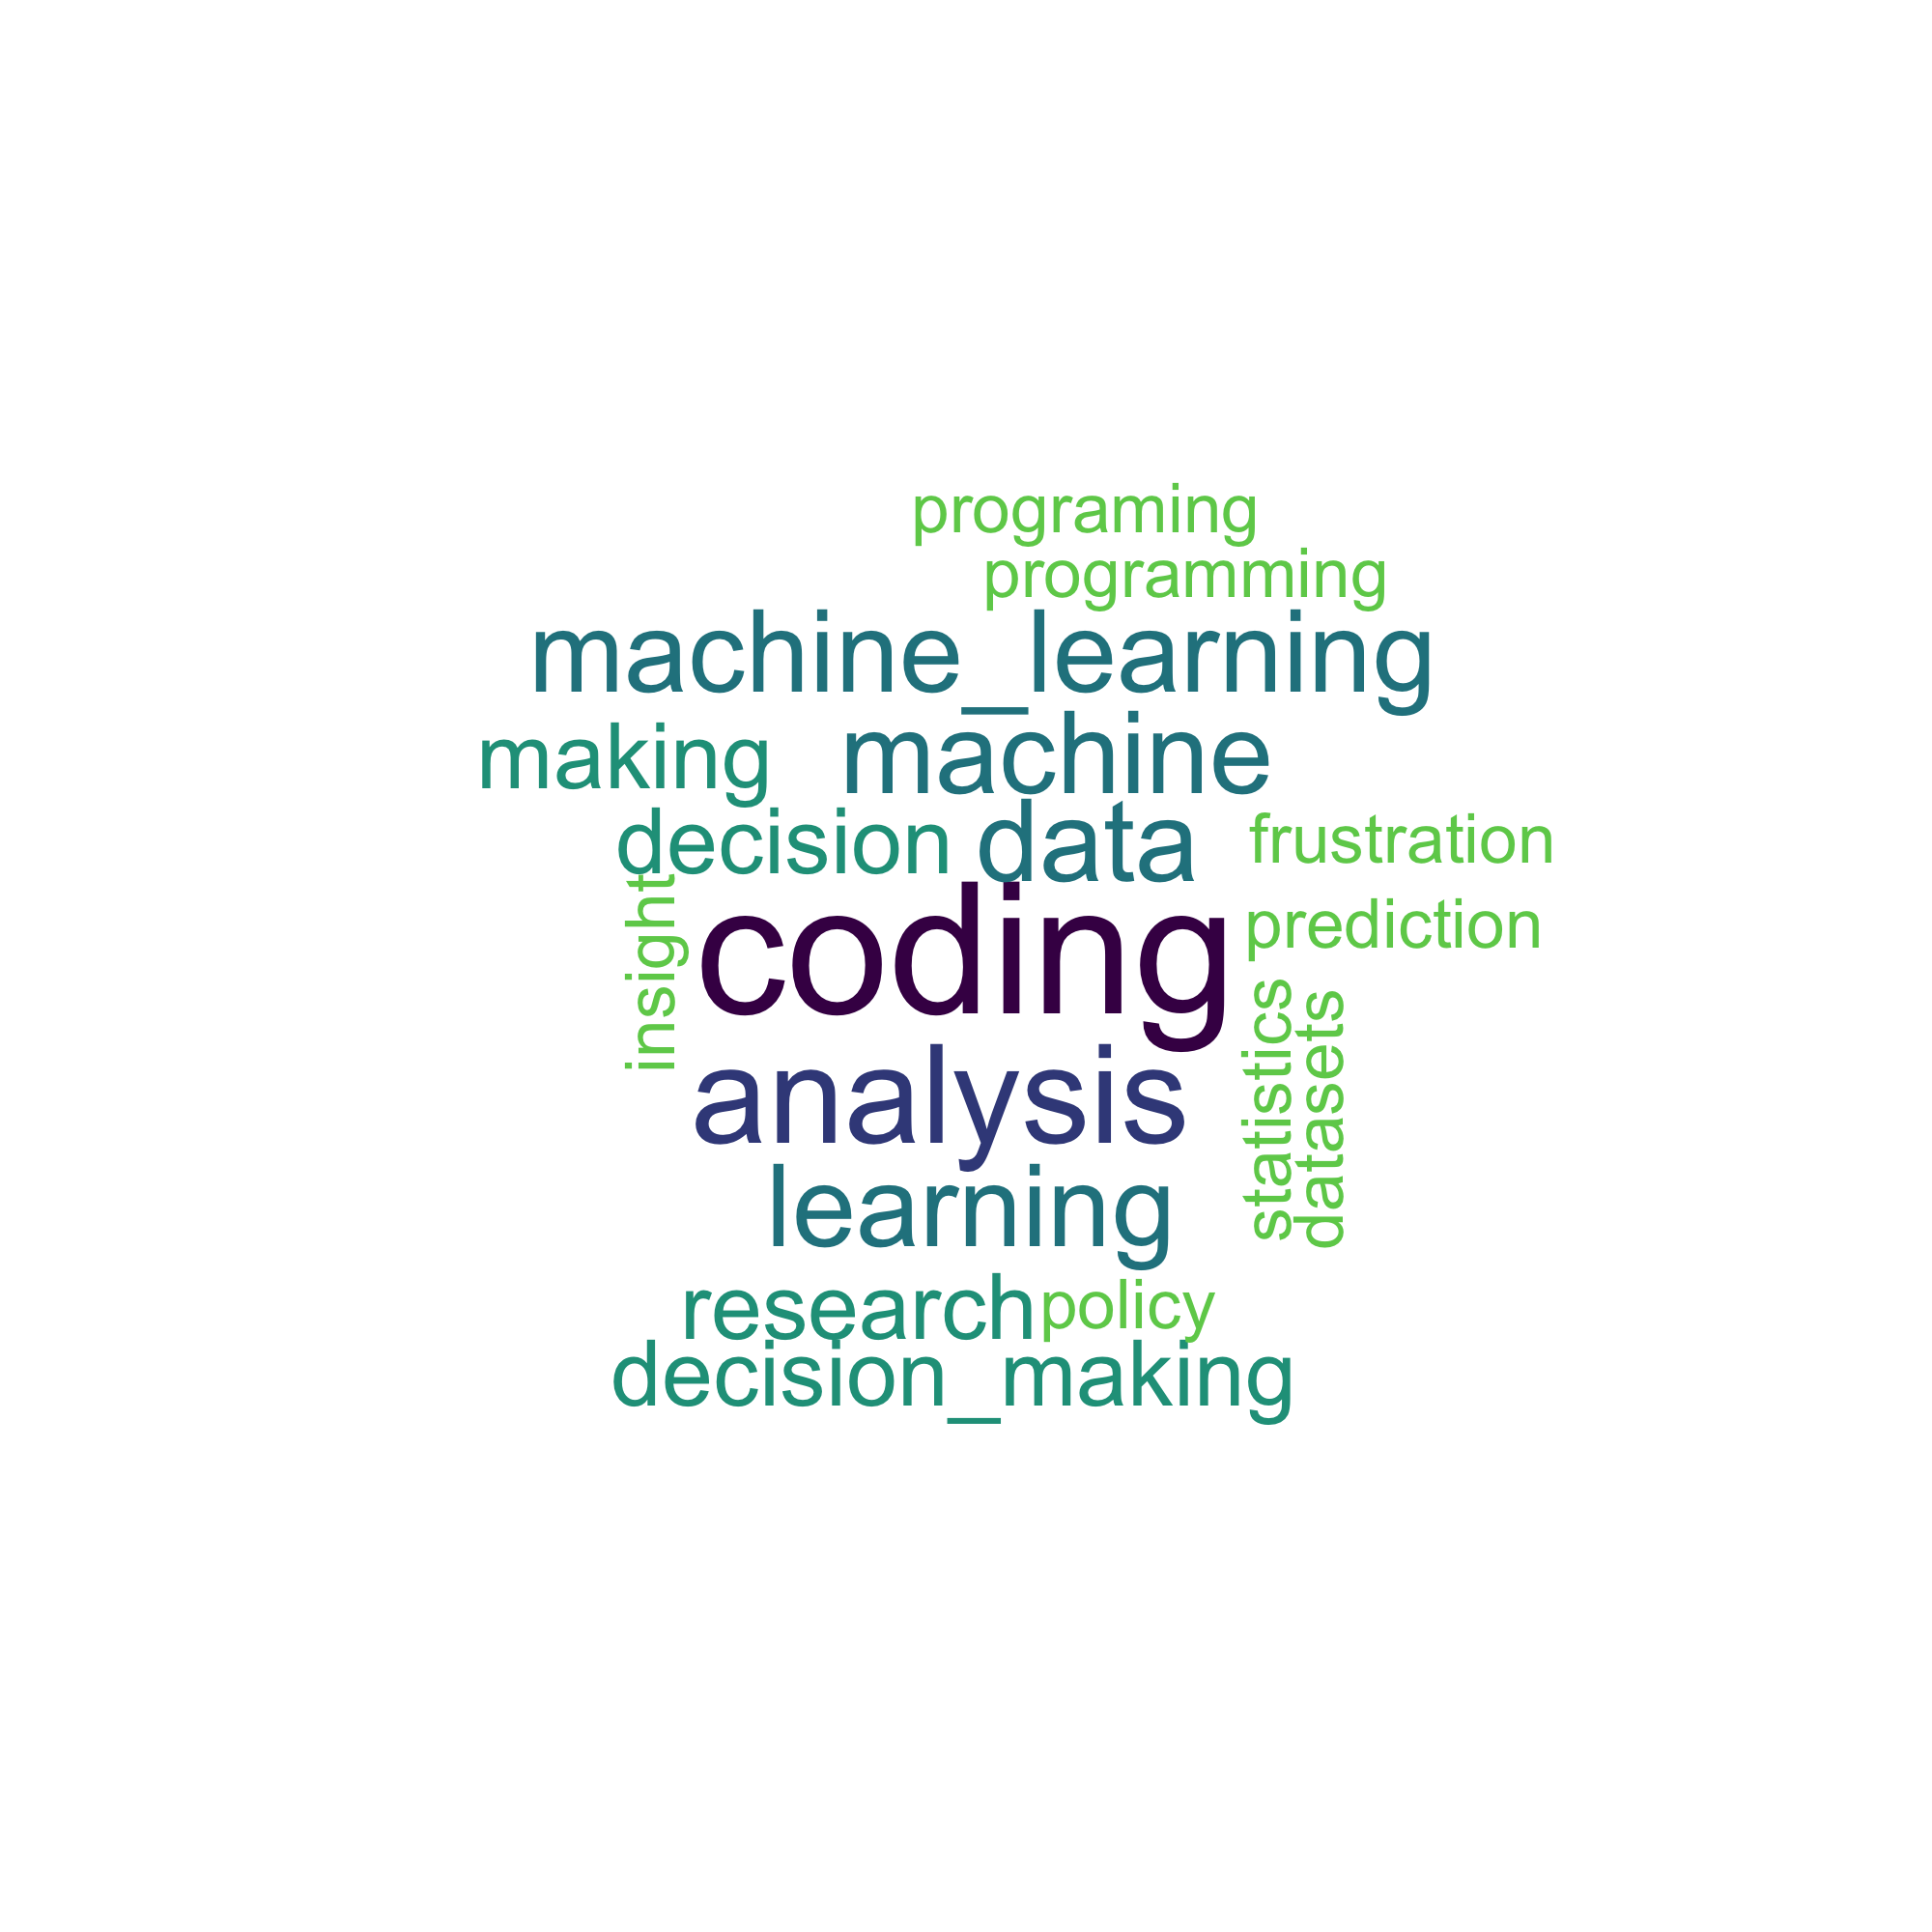 programing
programming
machine_learning
making machine
decision data frustration
insight coding prediction
statistics
datasets
analysis
learning
research policy
decision_making